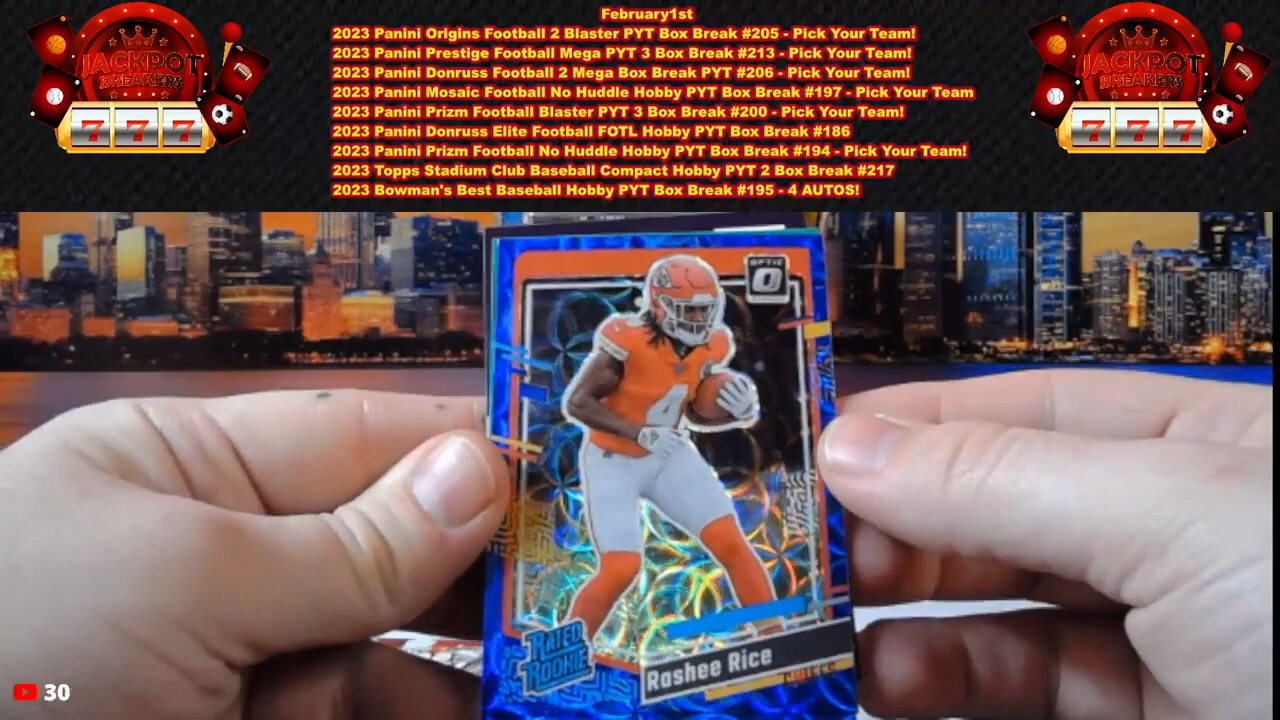 February1st
2023 Panini Origins Football 2 Blaster PYT Box Break #205 - Pick Your Team!
2023 Panini Prestige Football Mega PYT 3 Box Break #213 - Pick Your Team!
2023 Panini Donruss Football 2 Mega Box Break PYT #206 - Pick Your Team!
2023 Panini Mosaic Football No Huddle Hobby PYT Box Break #197 - Pick Your Team
2023 Panini Prizm Football Blaster PYT 3 Box Break #200 - Pick Your Team!
2023 Panini Donruss Elite Football FOTL Hobby PYT Box Break #186
2023 Panini Prizm Football No Huddle Hobby PYT Box Break #194 - Pick Your Team!
2023 Topps Stadium Club Baseball Compact Hobby PYT 2 Box Break #217
2023 Bowman's Best Baseball Hobby PYT Box Break #195 - 4 AUTOS!
JACKPOT
BREAKERS
7 7 7
JACKPOT
BREAKERS
7 7 7
OPTIC
O
4
RATED
ROOKIE
Rashee Rice
30